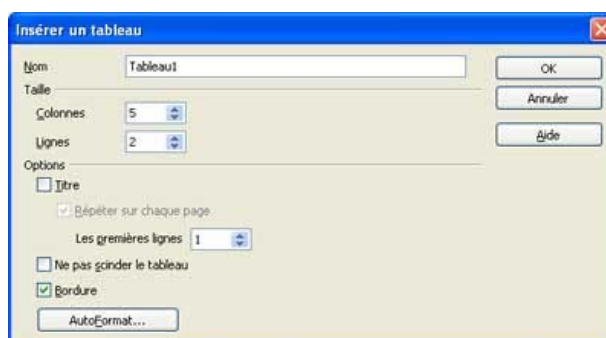 Insérer un tableau
Nom Tableau1 OK
Taille Annuler
Colonnes 5
Lignes 2 Aide
Options
Titre
Répéter sur chaque page
Les premières lignes 1
Ne pas scinder le tableau
Bordure
AutoFormat...